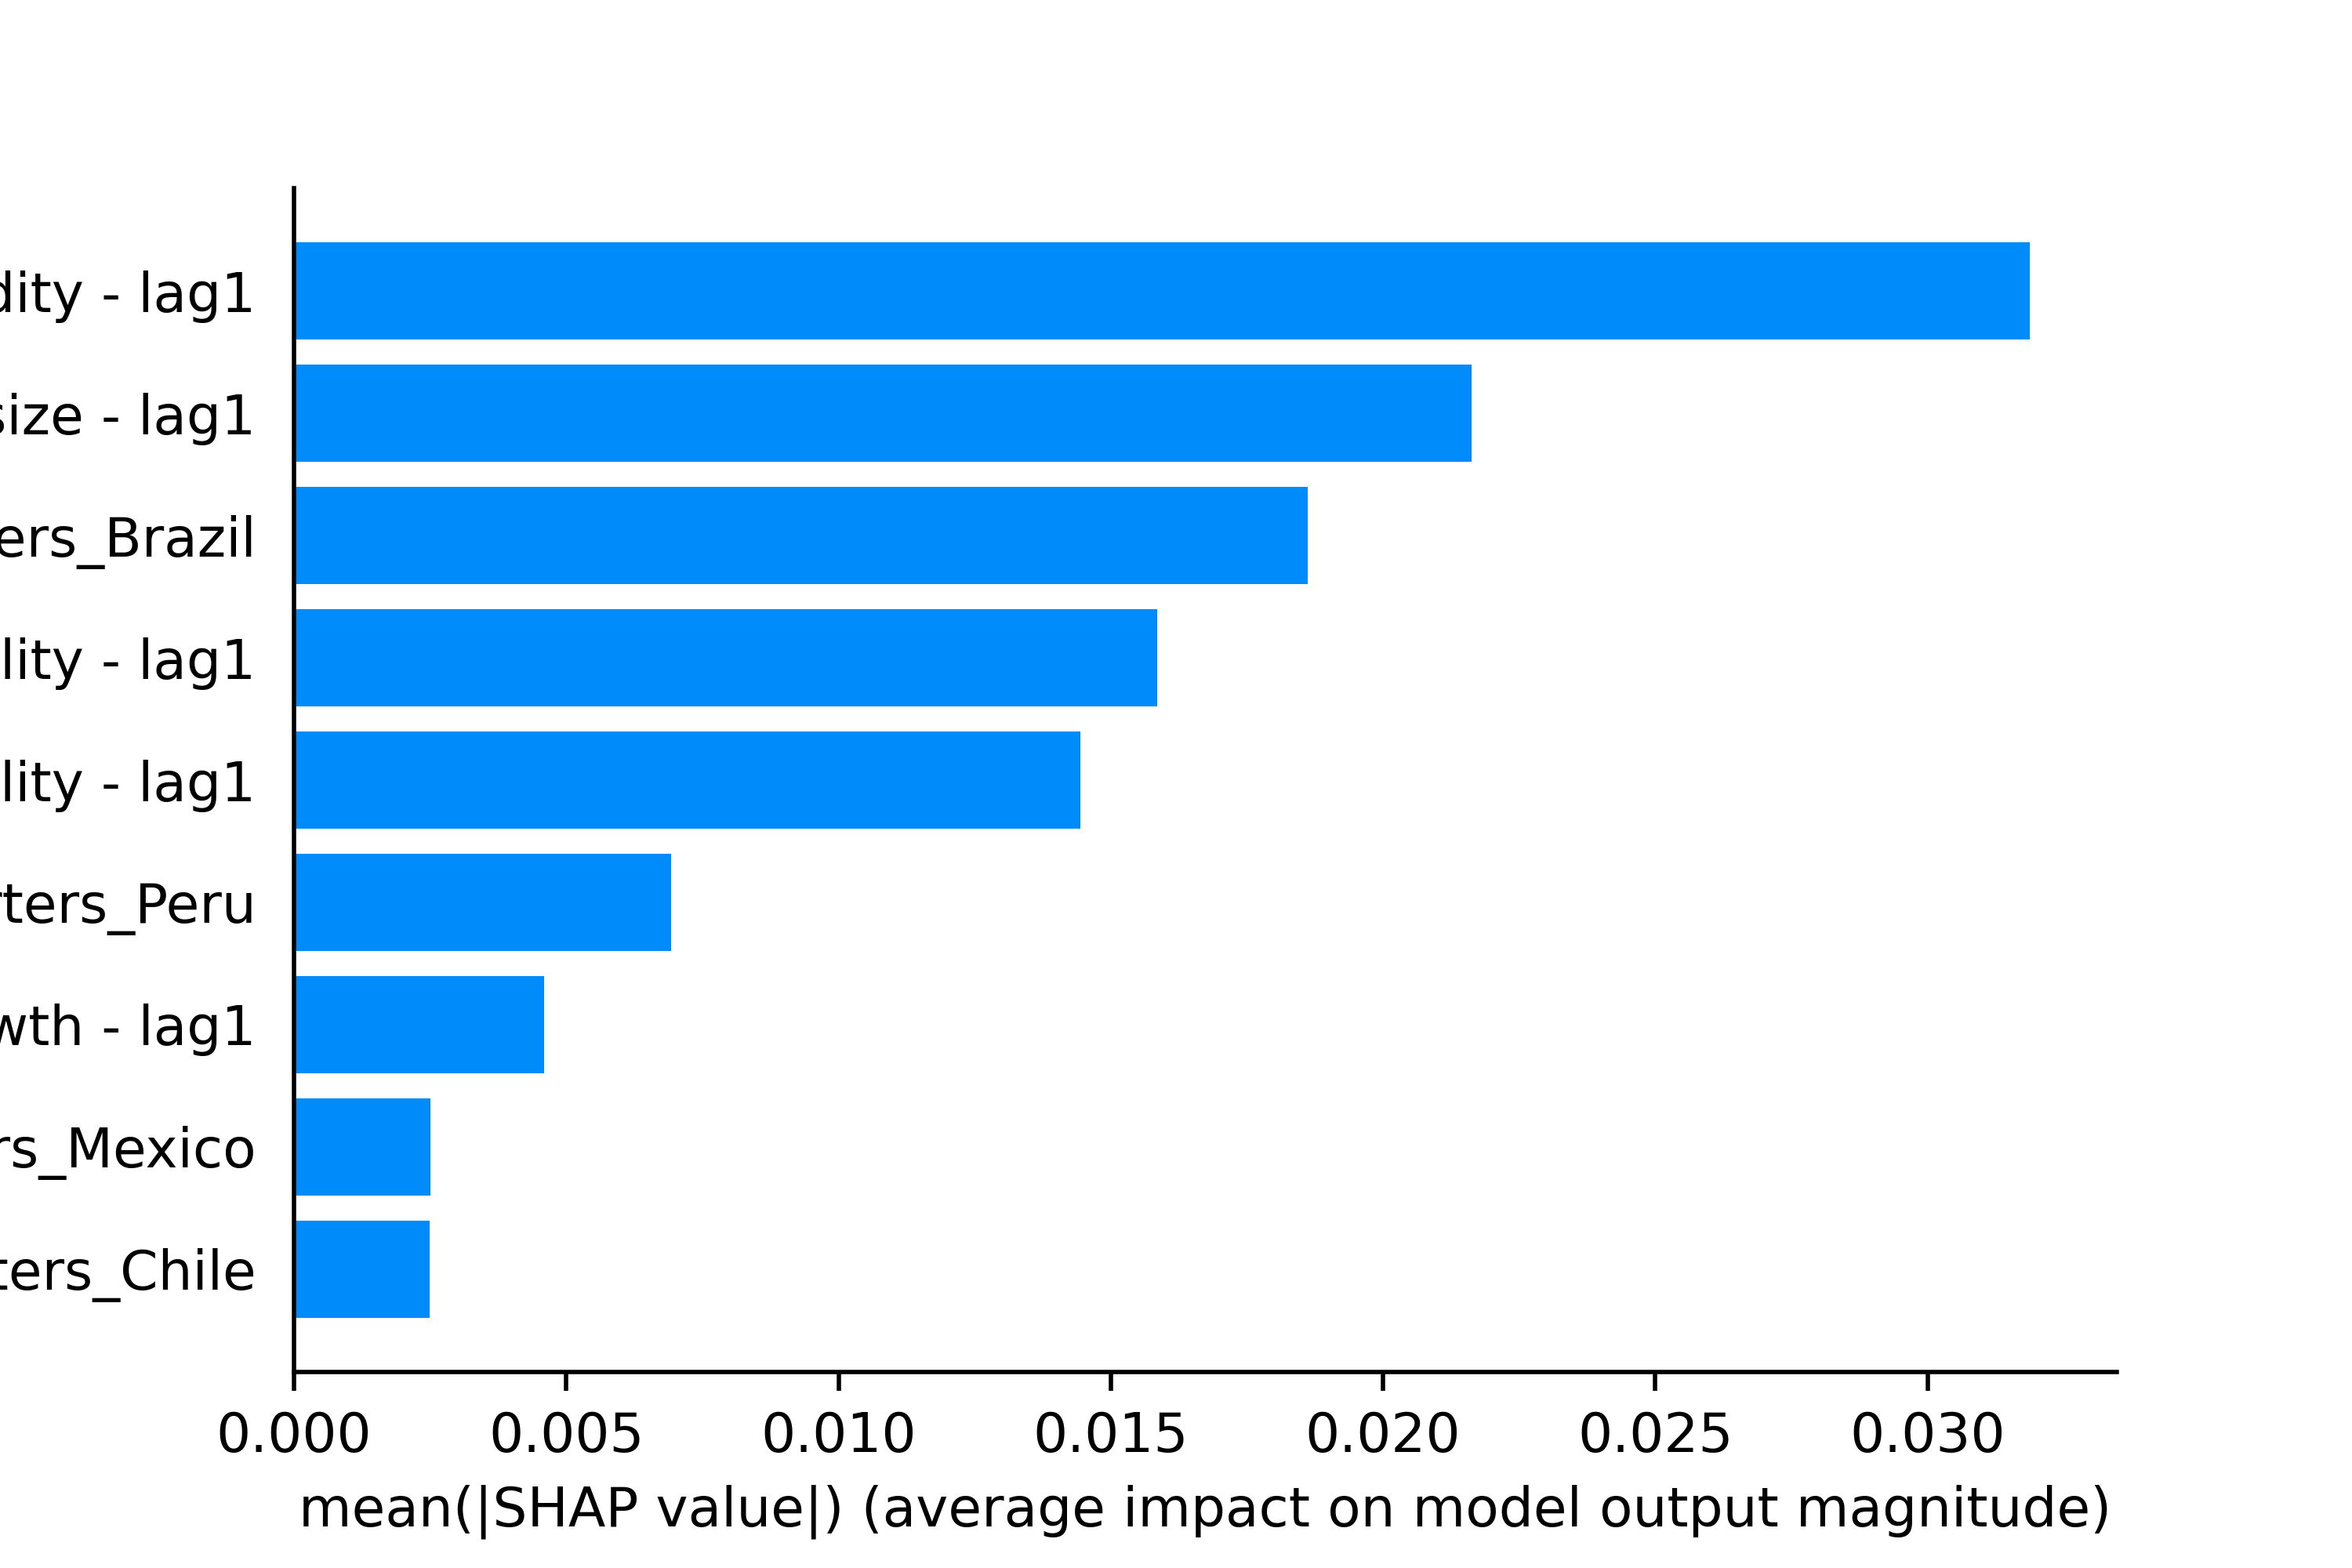 dity - lag1
size - lag1
ers_Brazil
lity - lag1
lity - lag1
ters_Peru
wth - lag1
rs_Mexico
ters_Chile
0.000 0.005 0.010 0.015 0.020 0.025 0.030
mean(|SHAP value|) (average impact on model output magnitude)